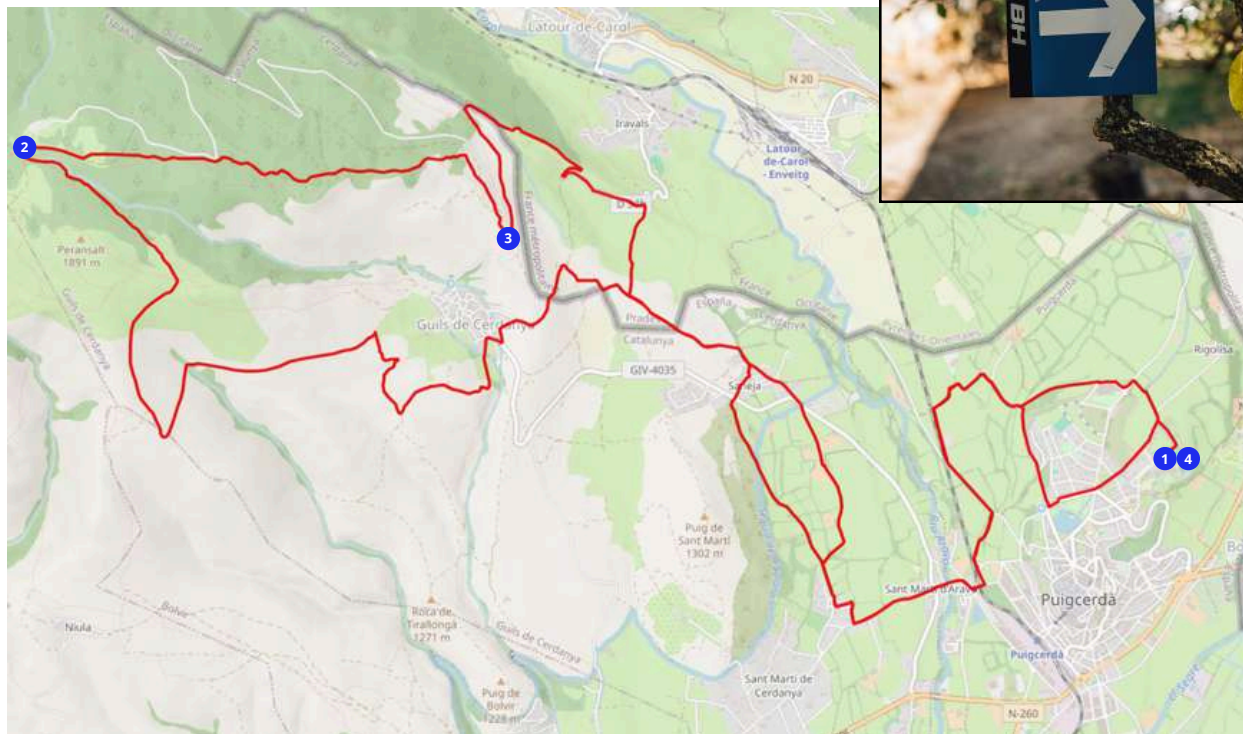 Latour-de-Carol
N 20
Iravals
Latour
de-Carol
- Enveitg
BH
2
3
France métropolitaine
Peransalt
1891 m
Guils de Cerdanya
Guils de Cerdanya
España
France
Occitanie
Catalunya
Pyrénées-Orientales
Puigcerdà
Rigolisa
GIV-4035
Saneja
1
4
Puig de
Sant Martí
1302 m
Sant Martí d'Aravó
Puigcerdà
Bolvir
Roca de
Tirallonga
1271 m
Niula
Guils de Cerdanya
Puigcerdà
Sant Martí de
Cerdanya
Puig de
Bolvir
1228 m
N-260
el Segre